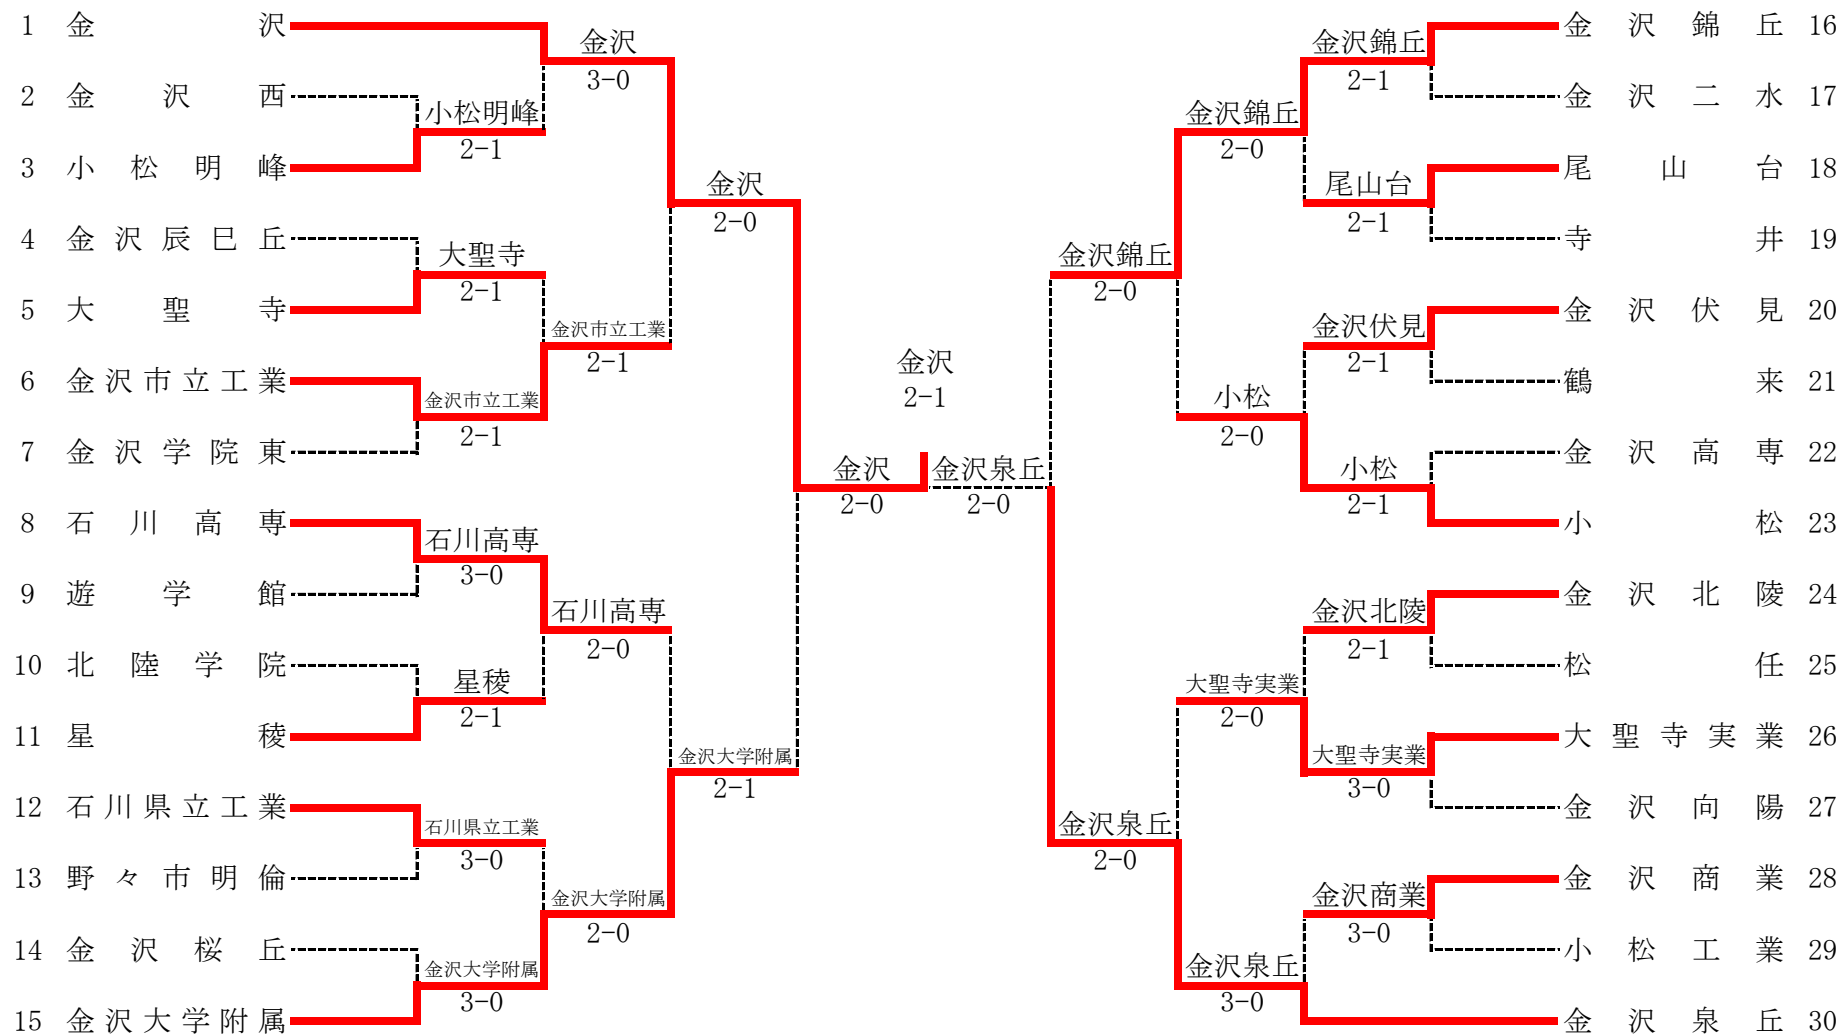 1 金沢
金沢
3-0
2 金沢西
小松明峰
2-1
3 小松明峰
金沢
2-0
4 金沢辰巳丘
大聖寺
2-1
5 大聖寺
金沢市立工業
2-1
6 金沢市立工業
金沢市立工業
2-1
7 金沢学院東
金沢
2-0
8 石川高専
石川高専
3-0
9 遊学館
石川高専
2-0
10 北陸学院
星稜
2-1
11 星稜
金沢大学附属
2-1
12 石川県立工業
石川県立工業
3-0
13 野々市明倫
金沢大学附属
2-0
14 金沢桜丘
金沢大学附属
3-0
15 金沢大学附属
金沢
2-1
金沢錦丘 16
金沢錦丘
2-1
金沢二水 17
金沢錦丘
2-0
尾山台 18
尾山台
2-1
寺井 19
金沢錦丘
2-0
金沢伏見 20
金沢伏見
2-1
鶴来 21
小松
2-0
金沢高専 22
小松
2-1
小松 23
金沢泉丘
2-0
金沢北陵 24
金沢北陵
2-1
松任 25
大聖寺実業
2-0
大聖寺実業 26
大聖寺実業
3-0
金沢向陽 27
金沢泉丘
2-0
金沢商業 28
金沢商業
3-0
小松工業 29
金沢泉丘
3-0
金沢泉丘 30